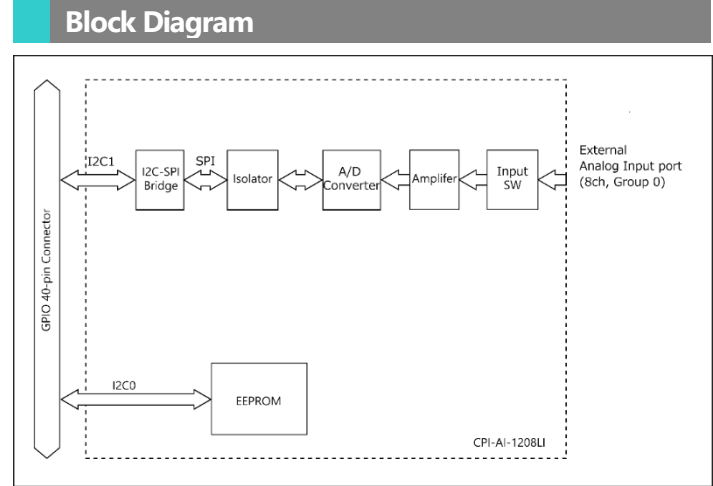 Block Diagram
I2C1
I2C-SPI
Bridge
SPI
Isolator
A/D
Converter
Amplifer
Input
SW
External
Analog Input port
(8ch, Group 0)
GPIO 40-pin Connector
I2C0
EEPROM
CPI-AI-1208LI